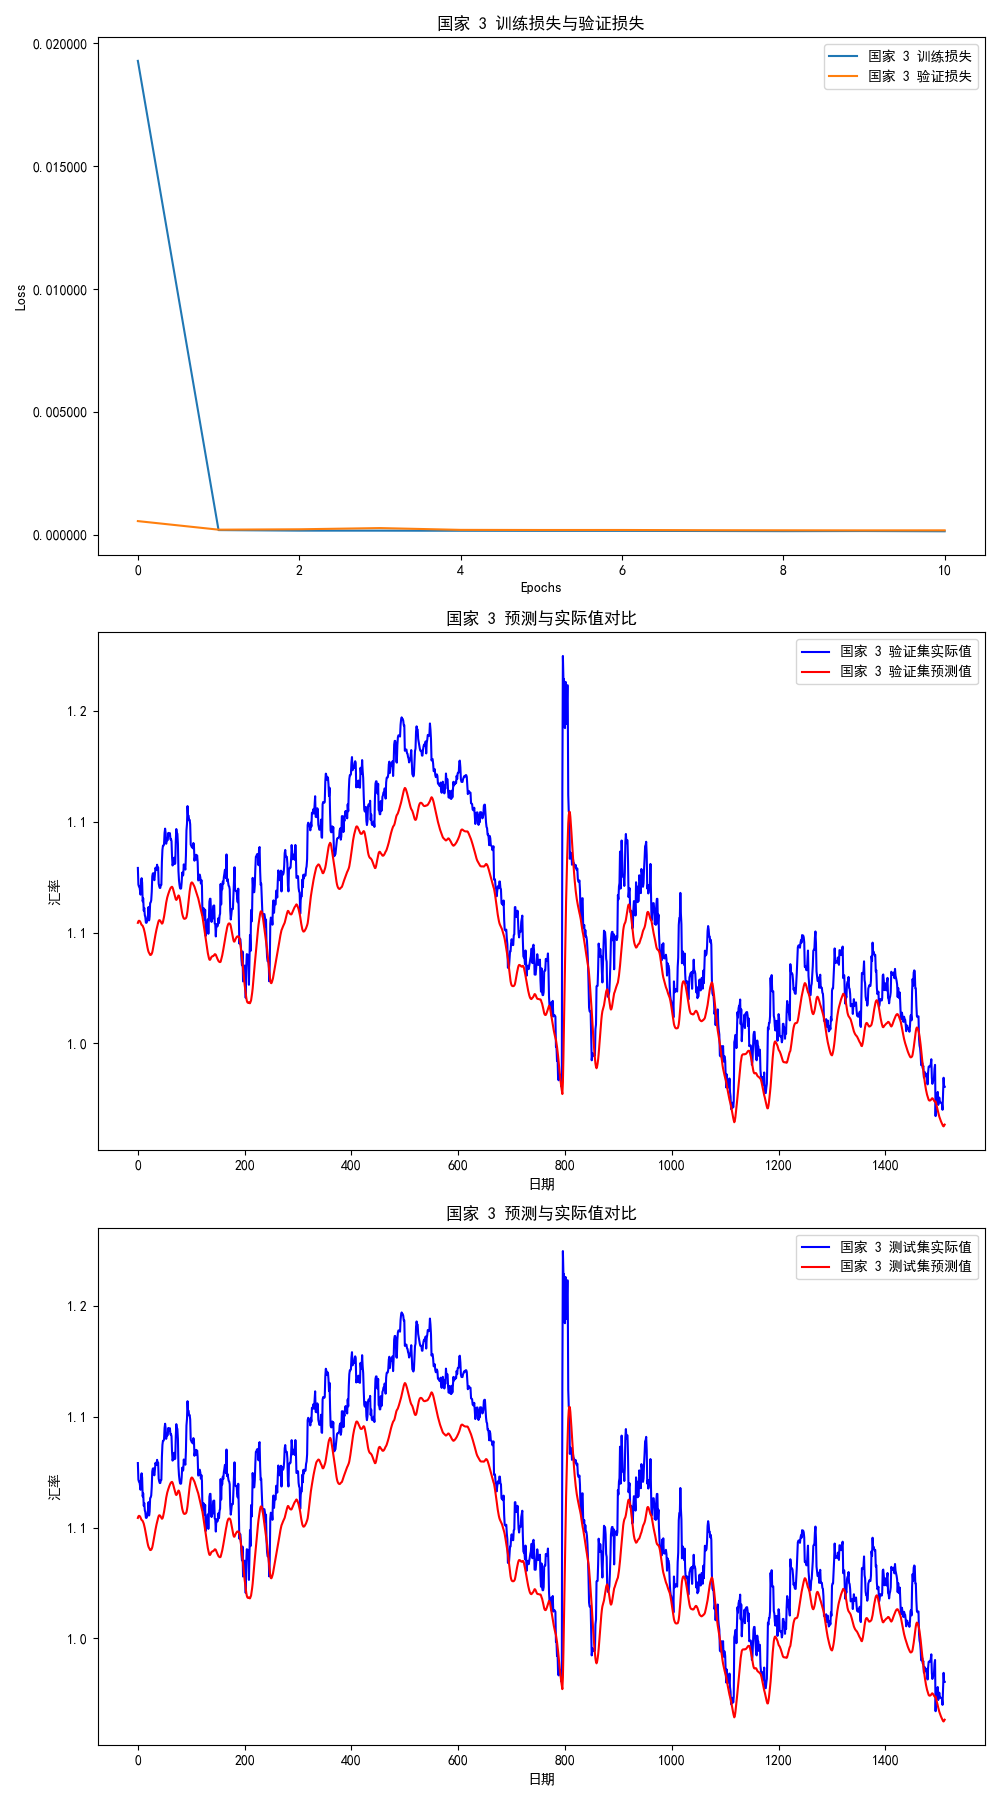 国家 3 训练损失与验证损失
国家 3 训练损失
国家 3 验证损失
0.020000
0.015000
0.010000
0.005000
0.000000
Loss
0 2 4 6 8 10
Epochs
国家 3 预测与实际值对比
国家 3 验证集实际值
国家 3 验证集预测值
1.2
1.1
1.1
1.0
汇率
0 200 400 600 800 1000 1200 1400
日期
国家 3 预测与实际值对比
国家 3 测试集实际值
国家 3 测试集预测值
1.2
1.1
1.1
1.0
汇率
0 200 400 600 800 1000 1200 1400
日期